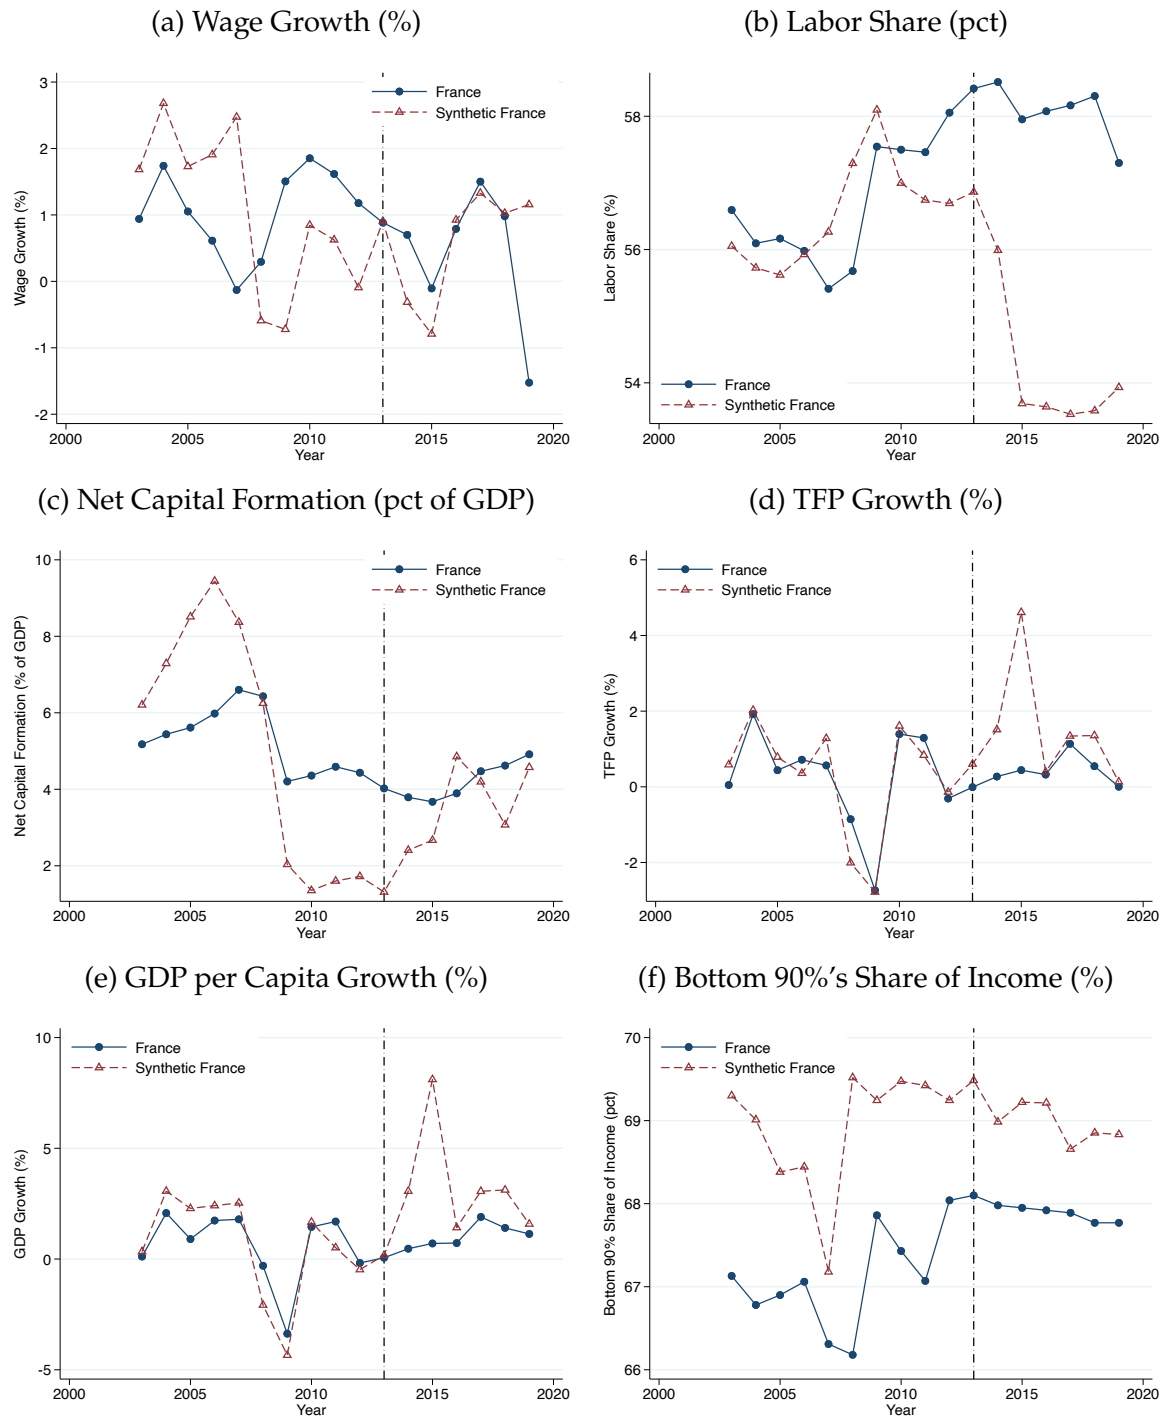 (a) Wage Growth (%)
3
2
1
0
-1
-2
Wage Growth (%)
2000
2005
2010
2015
2020
Year
France
Synthetic France
(b) Labor Share (pct)
58
56
54
Labor Share (%)
2000
2005
2010
2015
2020
Year
France
Synthetic France
(c) Net Capital Formation (pct of GDP)
10
8
6
4
2
Net Capital Formation (% of GDP)
2000
2005
2010
2015
2020
Year
France
Synthetic France
(d) TFP Growth (%)
6
4
2
0
-2
TFP Growth (%)
2000
2005
2010
2015
2020
Year
France
Synthetic France
(e) GDP per Capita Growth (%)
10
5
0
-5
GDP Growth (%)
2000
2005
2010
2015
2020
Year
France
Synthetic France
(f) Bottom 90%'s Share of Income (%)
70
69
68
67
66
Bottom 90% Share of Income (pct)
2000
2005
2010
2015
2020
Year
France
Synthetic France